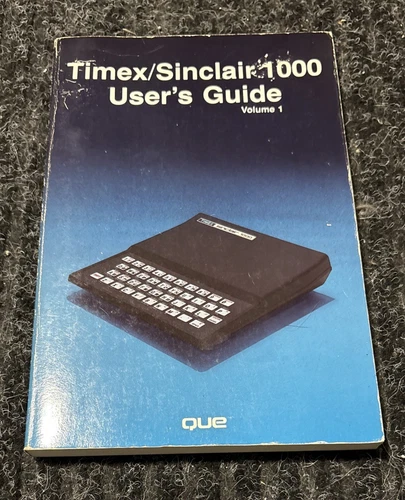 Timex/Sinclair 1000
User's Guide
Volume 1
que